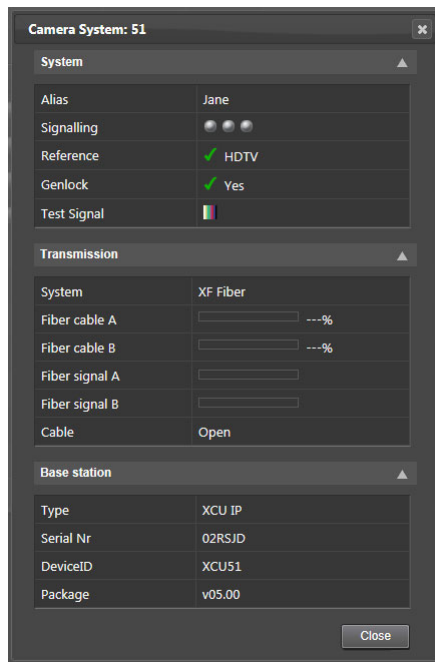 Camera System: 51
System
Alias Jane
Signalling
Reference HDTV
Genlock Yes
Test Signal
Transmission
System XF Fiber
Fiber cable A ---%
Fiber cable B ---%
Fiber signal A
Fiber signal B
Cable Open
Base station
Type XCU IP
Serial Nr 02RSJD
DeviceID XCU51
Package v05.00
Close